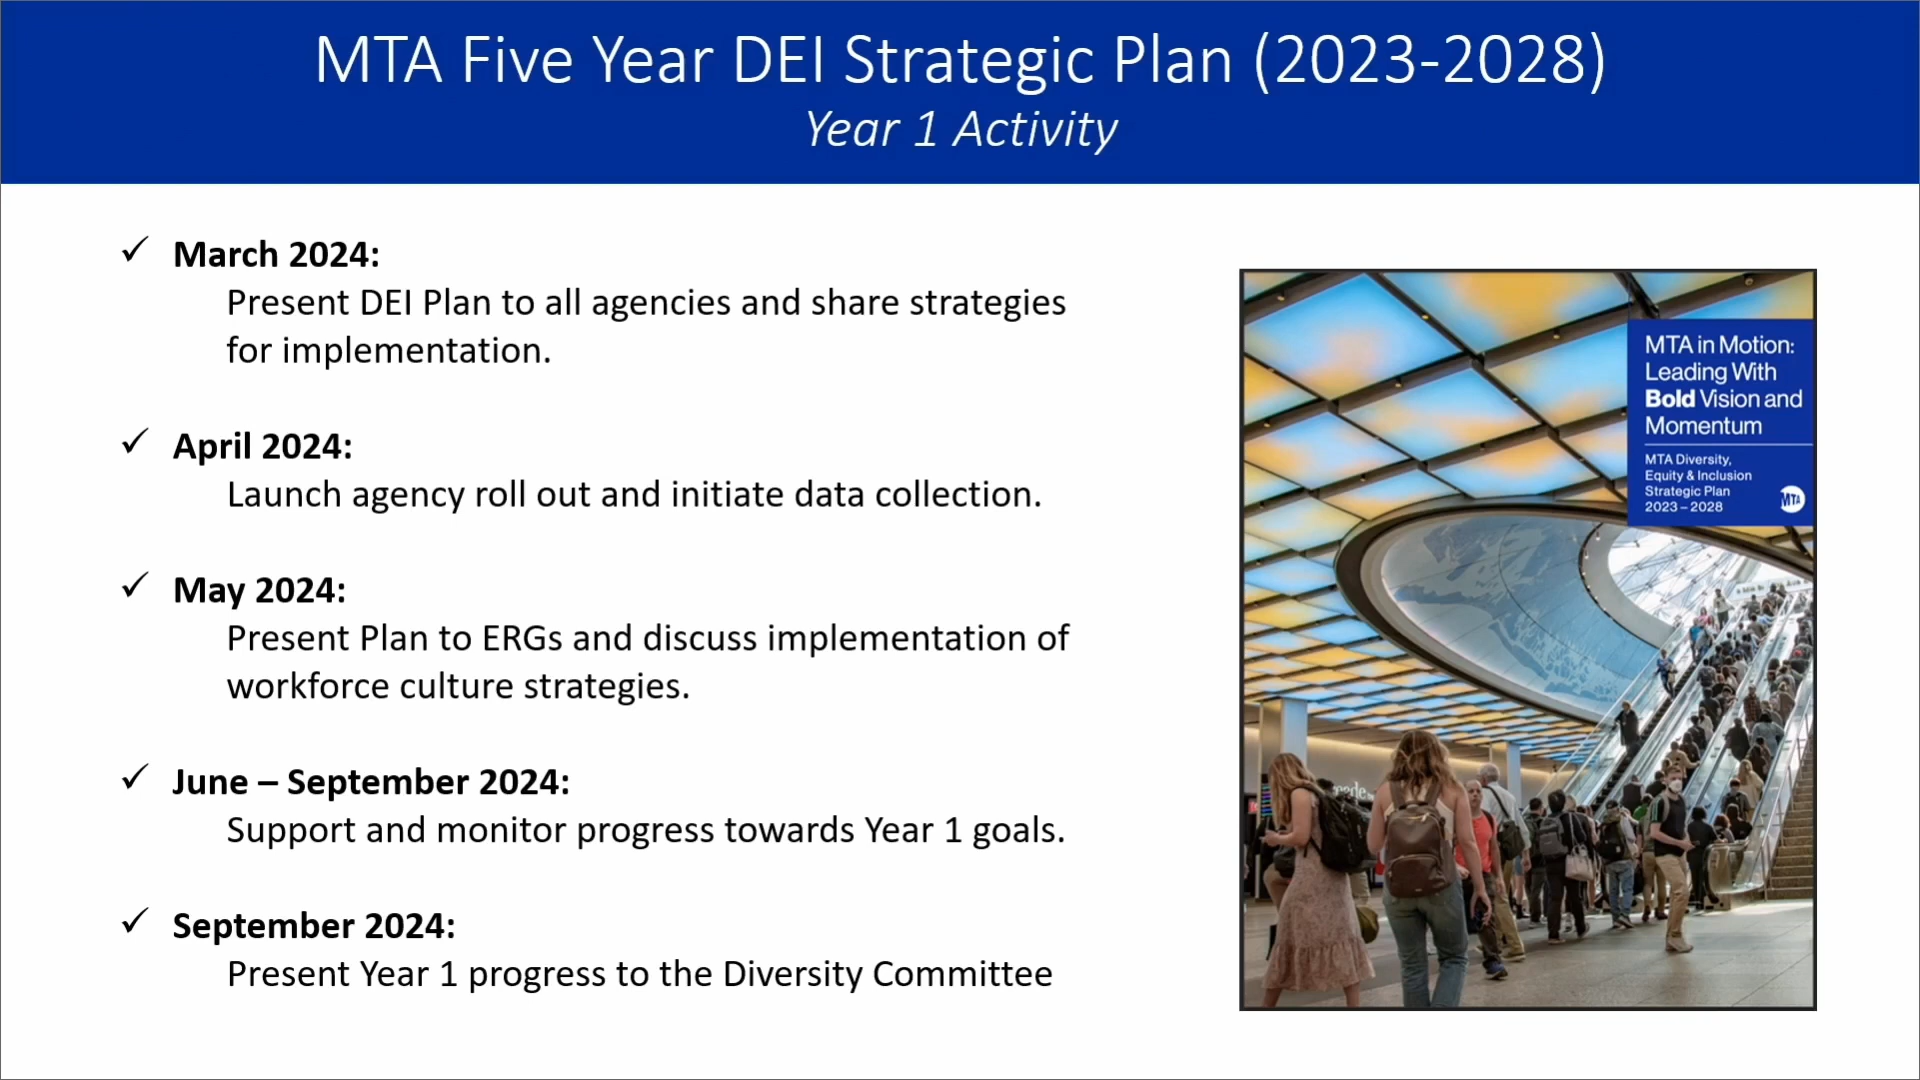 MTA Five Year DEI Strategic Plan (2023-2028)
Year 1 Activity
✓ March 2024:
Present DEI Plan to all agencies and share strategies
for implementation.
✓ April 2024:
Launch agency roll out and initiate data collection.
✓ May 2024:
Present Plan to ERGs and discuss implementation of
workforce culture strategies.
✓ June – September 2024:
Support and monitor progress towards Year 1 goals.
✓ September 2024:
Present Year 1 progress to the Diversity Committee
MTA in Motion:
Leading With
Bold Vision and
Momentum
MTA Diversity,
Equity & Inclusion
Strategic Plan
2023 – 2028
MTA